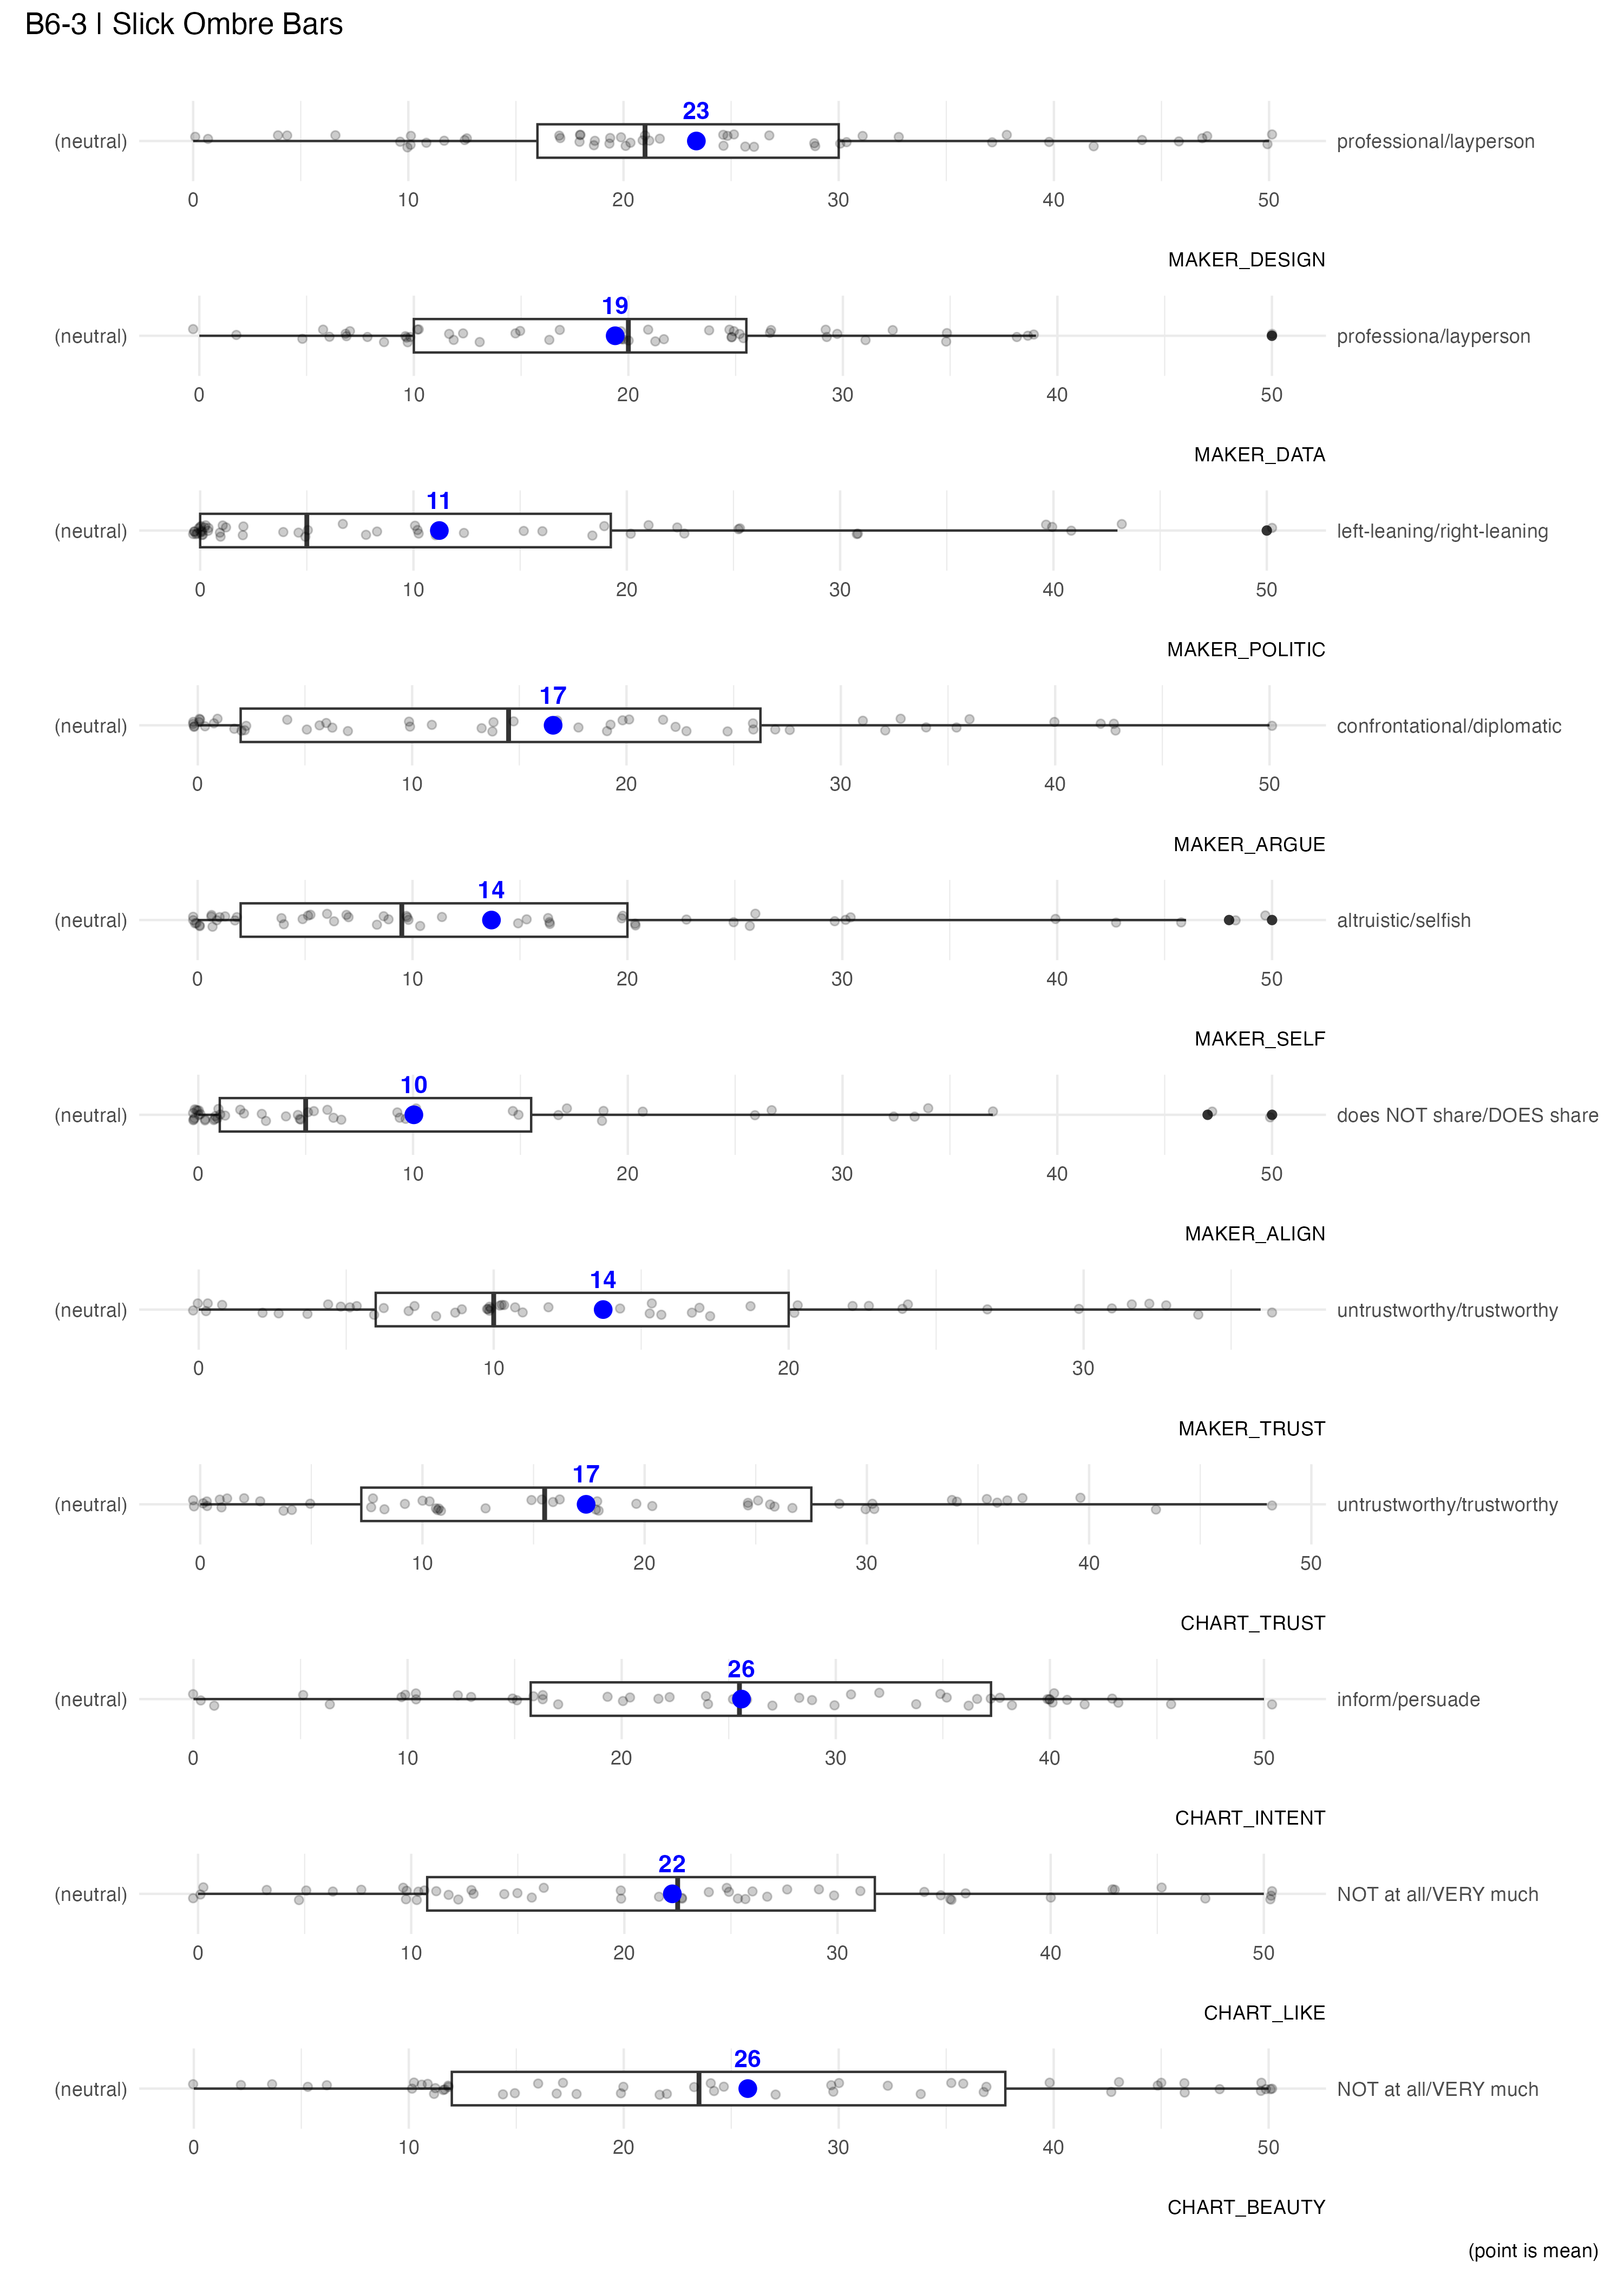 B6-3 | Slick Ombre Bars
23
(neutral) professional/layperson
0 10 20 30 40 50
MAKER_DESIGN
19
(neutral) professiona/layperson
0 10 20 30 40 50
MAKER_DATA
11
(neutral) left-leaning/right-leaning
0 10 20 30 40 50
MAKER_POLITIC
17
(neutral) confrontational/diplomatic
0 10 20 30 40 50
MAKER_ARGUE
14
(neutral) altruistic/selfish
0 10 20 30 40 50
MAKER_SELF
10
(neutral) does NOT share/DOES share
0 10 20 30 40 50
MAKER_ALIGN
14
(neutral) untrustworthy/trustworthy
0 10 20 30
MAKER_TRUST
17
(neutral) untrustworthy/trustworthy
0 10 20 30 40 50
CHART_TRUST
26
(neutral) inform/persuade
0 10 20 30 40 50
CHART_INTENT
22
(neutral) NOT at all/VERY much
0 10 20 30 40 50
CHART_LIKE
26
(neutral) NOT at all/VERY much
0 10 20 30 40 50
CHART_BEAUTY
(point is mean)